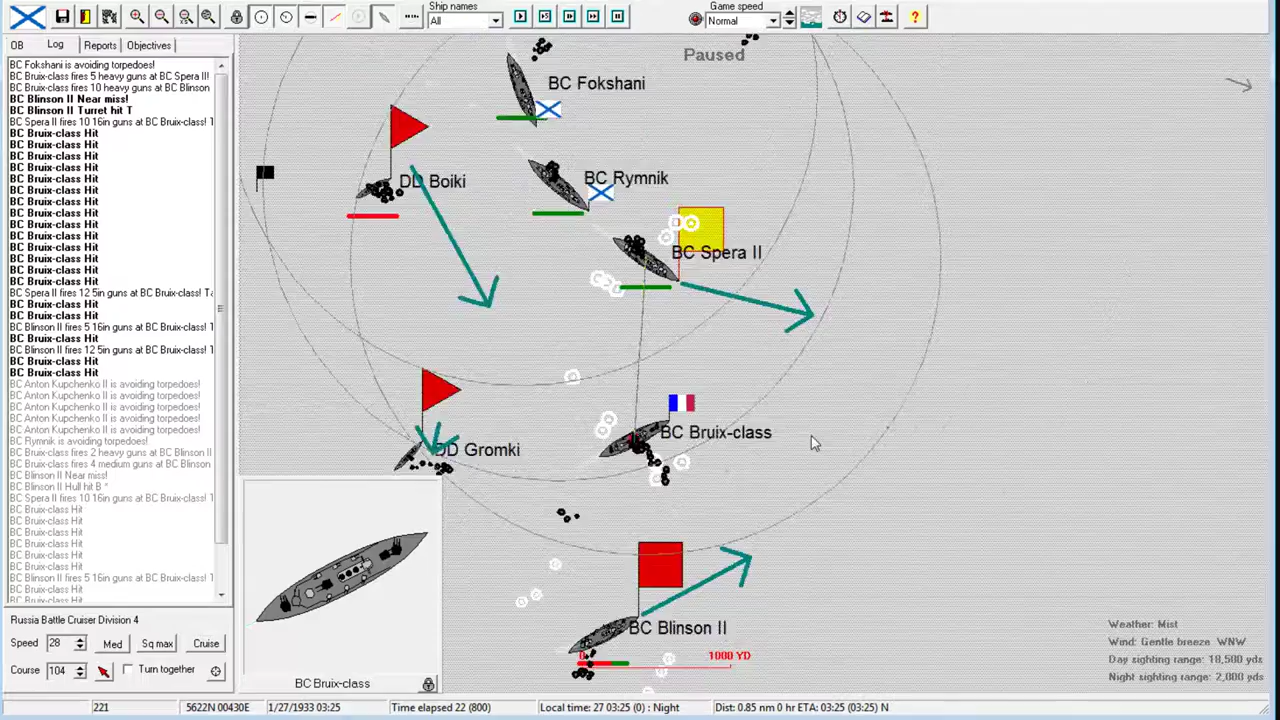 Ship names
All
Game speed
Normal
OB
Log
Reports
Objectives
BC Fokshani is avoiding torpedoes!
BC Bruix-class fires 5 heavy guns at BC Spera II!
BC Bruix-class fires 10 heavy guns at BC Blinson
BC Blinson II Near miss!
BC Blinson II Turret hit T
BC Spera II fires 10 16in guns at BC Bruix-class! T
BC Bruix-class Hit
BC Bruix-class Hit
BC Bruix-class Hit
BC Bruix-class Hit
BC Bruix-class Hit
BC Bruix-class Hit
BC Bruix-class Hit
BC Bruix-class Hit
BC Bruix-class Hit
BC Bruix-class Hit
BC Bruix-class Hit
BC Bruix-class Hit
BC Bruix-class Hit
BC Bruix-class Hit
BC Spera II fires 12 5in guns at BC Bruix-class! Ta
BC Bruix-class Hit
BC Bruix-class Hit
BC Blinson II fires 5 16in guns at BC Bruix-class! T
BC Bruix-class Hit
BC Blinson II fires 12 5in guns at BC Bruix-class! T
BC Bruix-class Hit
BC Bruix-class Hit
BC Anton Kupchenko II is avoiding torpedoes!
BC Anton Kupchenko II is avoiding torpedoes!
BC Anton Kupchenko II is avoiding torpedoes!
BC Anton Kupchenko II is avoiding torpedoes!
BC Anton Kupchenko II is avoiding torpedoes!
BC Rymnik is avoiding torpedoes!
BC Bruix-class fires 2 heavy guns at BC Blinson II
BC Bruix-class fires 4 medium guns at BC Blinson
BC Blinson II Near miss!
BC Blinson II Hull hit B *
BC Spera II fires 10 16in guns at BC Bruix-class! T
BC Bruix-class Hit
BC Bruix-class Hit
BC Bruix-class Hit
BC Bruix-class Hit
BC Bruix-class Hit
BC Bruix-class Hit
BC Blinson II fires 5 16in guns at BC Bruix-class! T
BC Bruix-class Hit
BC Bruix-class Hit
Russia Battle Cruiser Division 4
Speed 28 Med Sq max Cruise
Course 104 Turn together
Paused
BC Fokshani
DD Boiki
BC Rymnik
BC Spera II
BC Bruix-class
DD Gromki
BC Blinson II
0 1000 YD
BC Bruix-class
Weather: Mist
Wind: Gentle breeze WNW
Day sighting range: 18,500 yds
Night sighting range: 2,000 yds
221
5622N 00430E
1/27/1933 03:25
Time elapsed 22 (800)
Local time: 27 03:25 (0) : Night
Dist: 0.85 nm 0 hr ETA: 03:25 (03:25) N